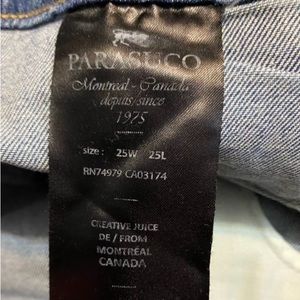 PARASUCO
Montreal - Canada
depuis/since
1975
size: 25W 25L
RN74979 CA03174
CREATIVE JUICE
DE / FROM
MONTRÉAL
CANADA